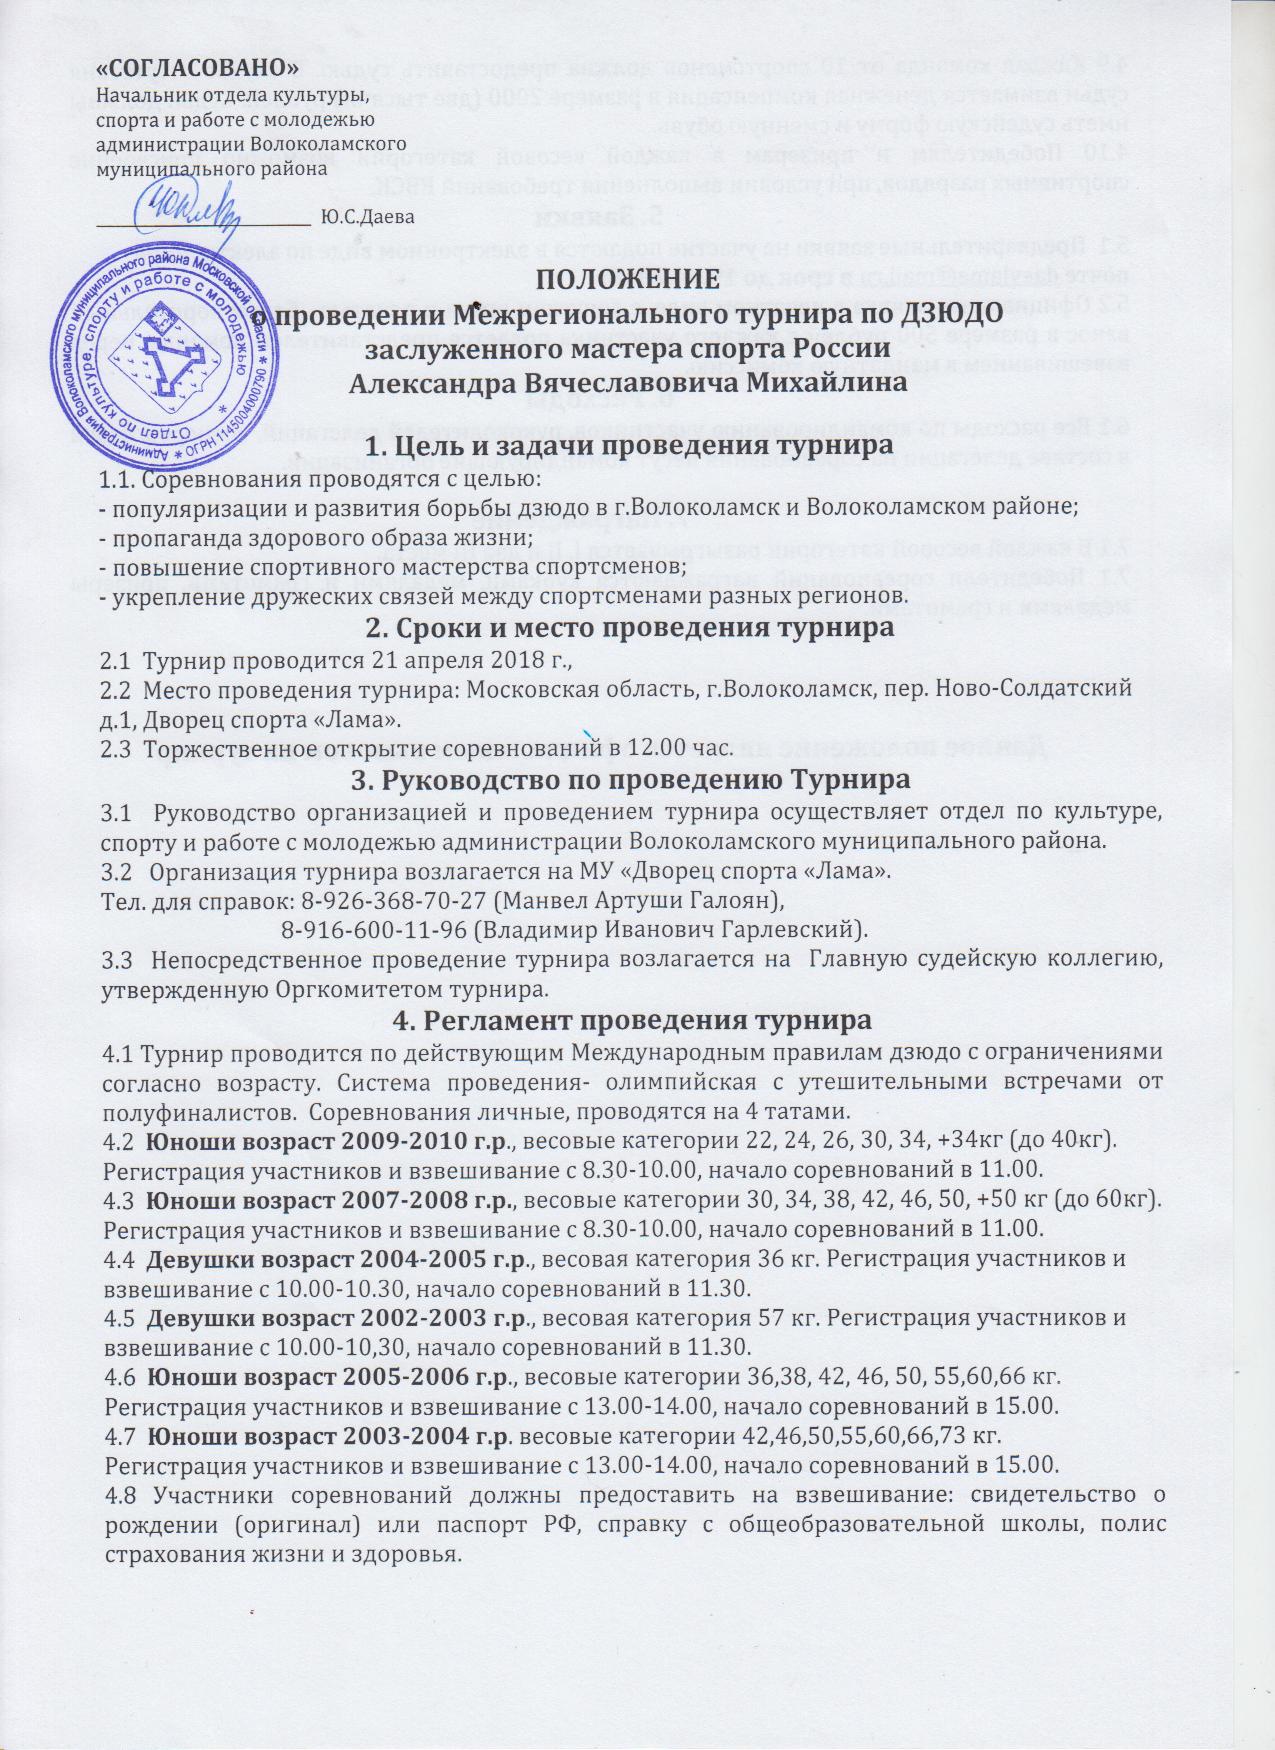 «СОГЛАСОВАНО»
Начальник отдела культуры,
спорта и работе с молодежью
администрации Волоколамского
муниципального района
Ю.С.Даева
Администрация Волоколамского муниципального района Московской области * ОГРН 1145004000790 *
Отдел по культуре, спорту и работе с молодежью *
ПОЛОЖЕНИЕ
о проведении Межрегионального турнира по ДЗЮДО
заслуженного мастера спорта России
Александра Вячеславовича Михайлина
1. Цель и задачи проведения турнира
1.1. Соревнования проводятся с целью:
- популяризации и развития борьбы дзюдо в г.Волоколамск и Волоколамском районе;
- пропаганда здорового образа жизни;
- повышение спортивного мастерства спортсменов;
- укрепление дружеских связей между спортсменами разных регионов.
2. Сроки и место проведения турнира
2.1 Турнир проводится 21 апреля 2018 г.,
2.2 Место проведения турнира: Московская область, г.Волоколамск, пер. Ново-Солдатский
д.1, Дворец спорта «Лама».
2.3 Торжественное открытие соревнований в 12.00 час.
3. Руководство по проведению Турнира
3.1 Руководство организацией и проведением турнира осуществляет отдел по культуре,
спорту и работе с молодежью администрации Волоколамского муниципального района.
3.2 Организация турнира возлагается на МУ «Дворец спорта «Лама».
Тел. для справок: 8-926-368-70-27 (Манвел Артуши Галоян),
8-916-600-11-96 (Владимир Иванович Гарлевский).
3.3 Непосредственное проведение турнира возлагается на Главную судейскую коллегию,
утвержденную Оргкомитетом турнира.
4. Регламент проведения турнира
4.1 Турнир проводится по действующим Международным правилам дзюдо с ограничениями
согласно возрасту. Система проведения- олимпийская с утешительными встречами от
полуфиналистов. Соревнования личные, проводятся на 4 татами.
4.2 Юноши возраст 2009-2010 г.р., весовые категории 22, 24, 26, 30, 34, +34кг (до 40кг).
Регистрация участников и взвешивание с 8.30-10.00, начало соревнований в 11.00.
4.3 Юноши возраст 2007-2008 г.р., весовые категории 30, 34, 38, 42, 46, 50, +50 кг (до 60кг).
Регистрация участников и взвешивание с 8.30-10.00, начало соревнований в 11.00.
4.4 Девушки возраст 2004-2005 г.р., весовая категория 36 кг. Регистрация участников и
взвешивание с 10.00-10.30, начало соревнований в 11.30.
4.5 Девушки возраст 2002-2003 г.р., весовая категория 57 кг. Регистрация участников и
взвешивание с 10.00-10,30, начало соревнований в 11.30.
4.6 Юноши возраст 2005-2006 г.р., весовые категории 36,38, 42, 46, 50, 55,60,66 кг.
Регистрация участников и взвешивание с 13.00-14.00, начало соревнований в 15.00.
4.7 Юноши возраст 2003-2004 г.р. весовые категории 42,46,50,55,60,66,73 кг.
Регистрация участников и взвешивание с 13.00-14.00, начало соревнований в 15.00.
4.8 Участники соревнований должны предоставить на взвешивание: свидетельство о
рождении (оригинал) или паспорт РФ, справку с общеобразовательной школы, полис
страхования жизни и здоровья.